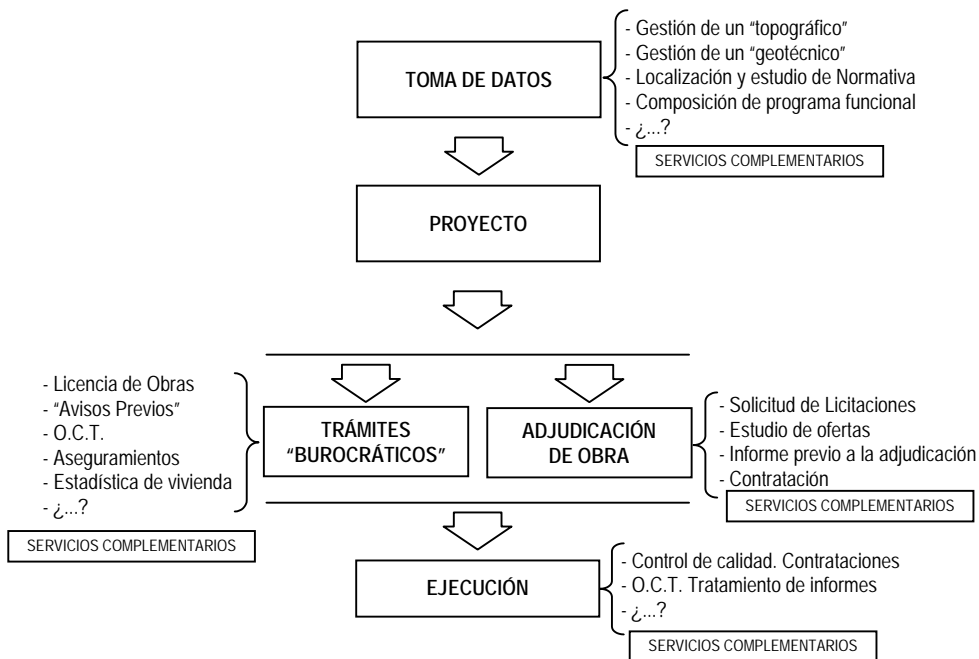 TOMA DE DATOS
- Gestión de un “topográfico”
- Gestión de un “geotécnico”
- Localización y estudio de Normativa
- Composición de programa funcional
- ¿...?
SERVICIOS COMPLEMENTARIOS
PROYECTO
- Licencia de Obras
- “Avisos Previos”
- O.C.T.
- Aseguramientos
- Estadística de vivienda
- ¿...?
SERVICIOS COMPLEMENTARIOS
TRÁMITES
“BUROCRÁTICOS”
ADJUDICACIÓN
DE OBRA
- Solicitud de Licitaciones
- Estudio de ofertas
- Informe previo a la adjudicación
- Contratación
SERVICIOS COMPLEMENTARIOS
EJECUCIÓN
- Control de calidad. Contrataciones
- O.C.T. Tratamiento de informes
- ¿...?
SERVICIOS COMPLEMENTARIOS